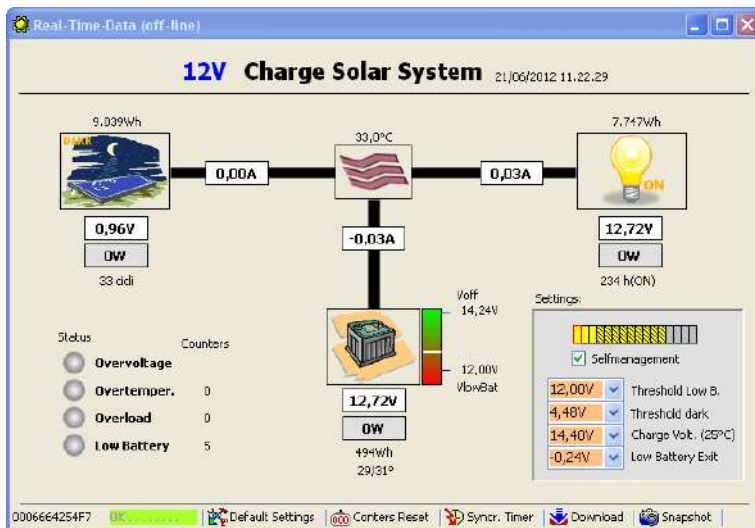 Real-Time-Data (off-line)
12V Charge Solar System 21/06/2012 11.22.29
9.039Wh
33,0°C
7.747Wh
DARK
0,00A
0,03A
ON
0,96V
0W
33 cicli
-0,03A
12,72V
0W
234 h(ON)
Voff
14,24V
12,00V
VlowBat
12,72V
0W
494Wh
29/31°
Status
Counters
Overvoltage
Overtemper. 0
Overload 0
Low Battery 5
Settings:
Selfmanagement
12,00V Threshold Low B.
4,48V Threshold dark
14,40V Charge Volt. (25°C)
-0,24V Low Battery Exit
0006664254F7 OK........ Default Settings Conters Reset Syncr. Timer Download Snapshot